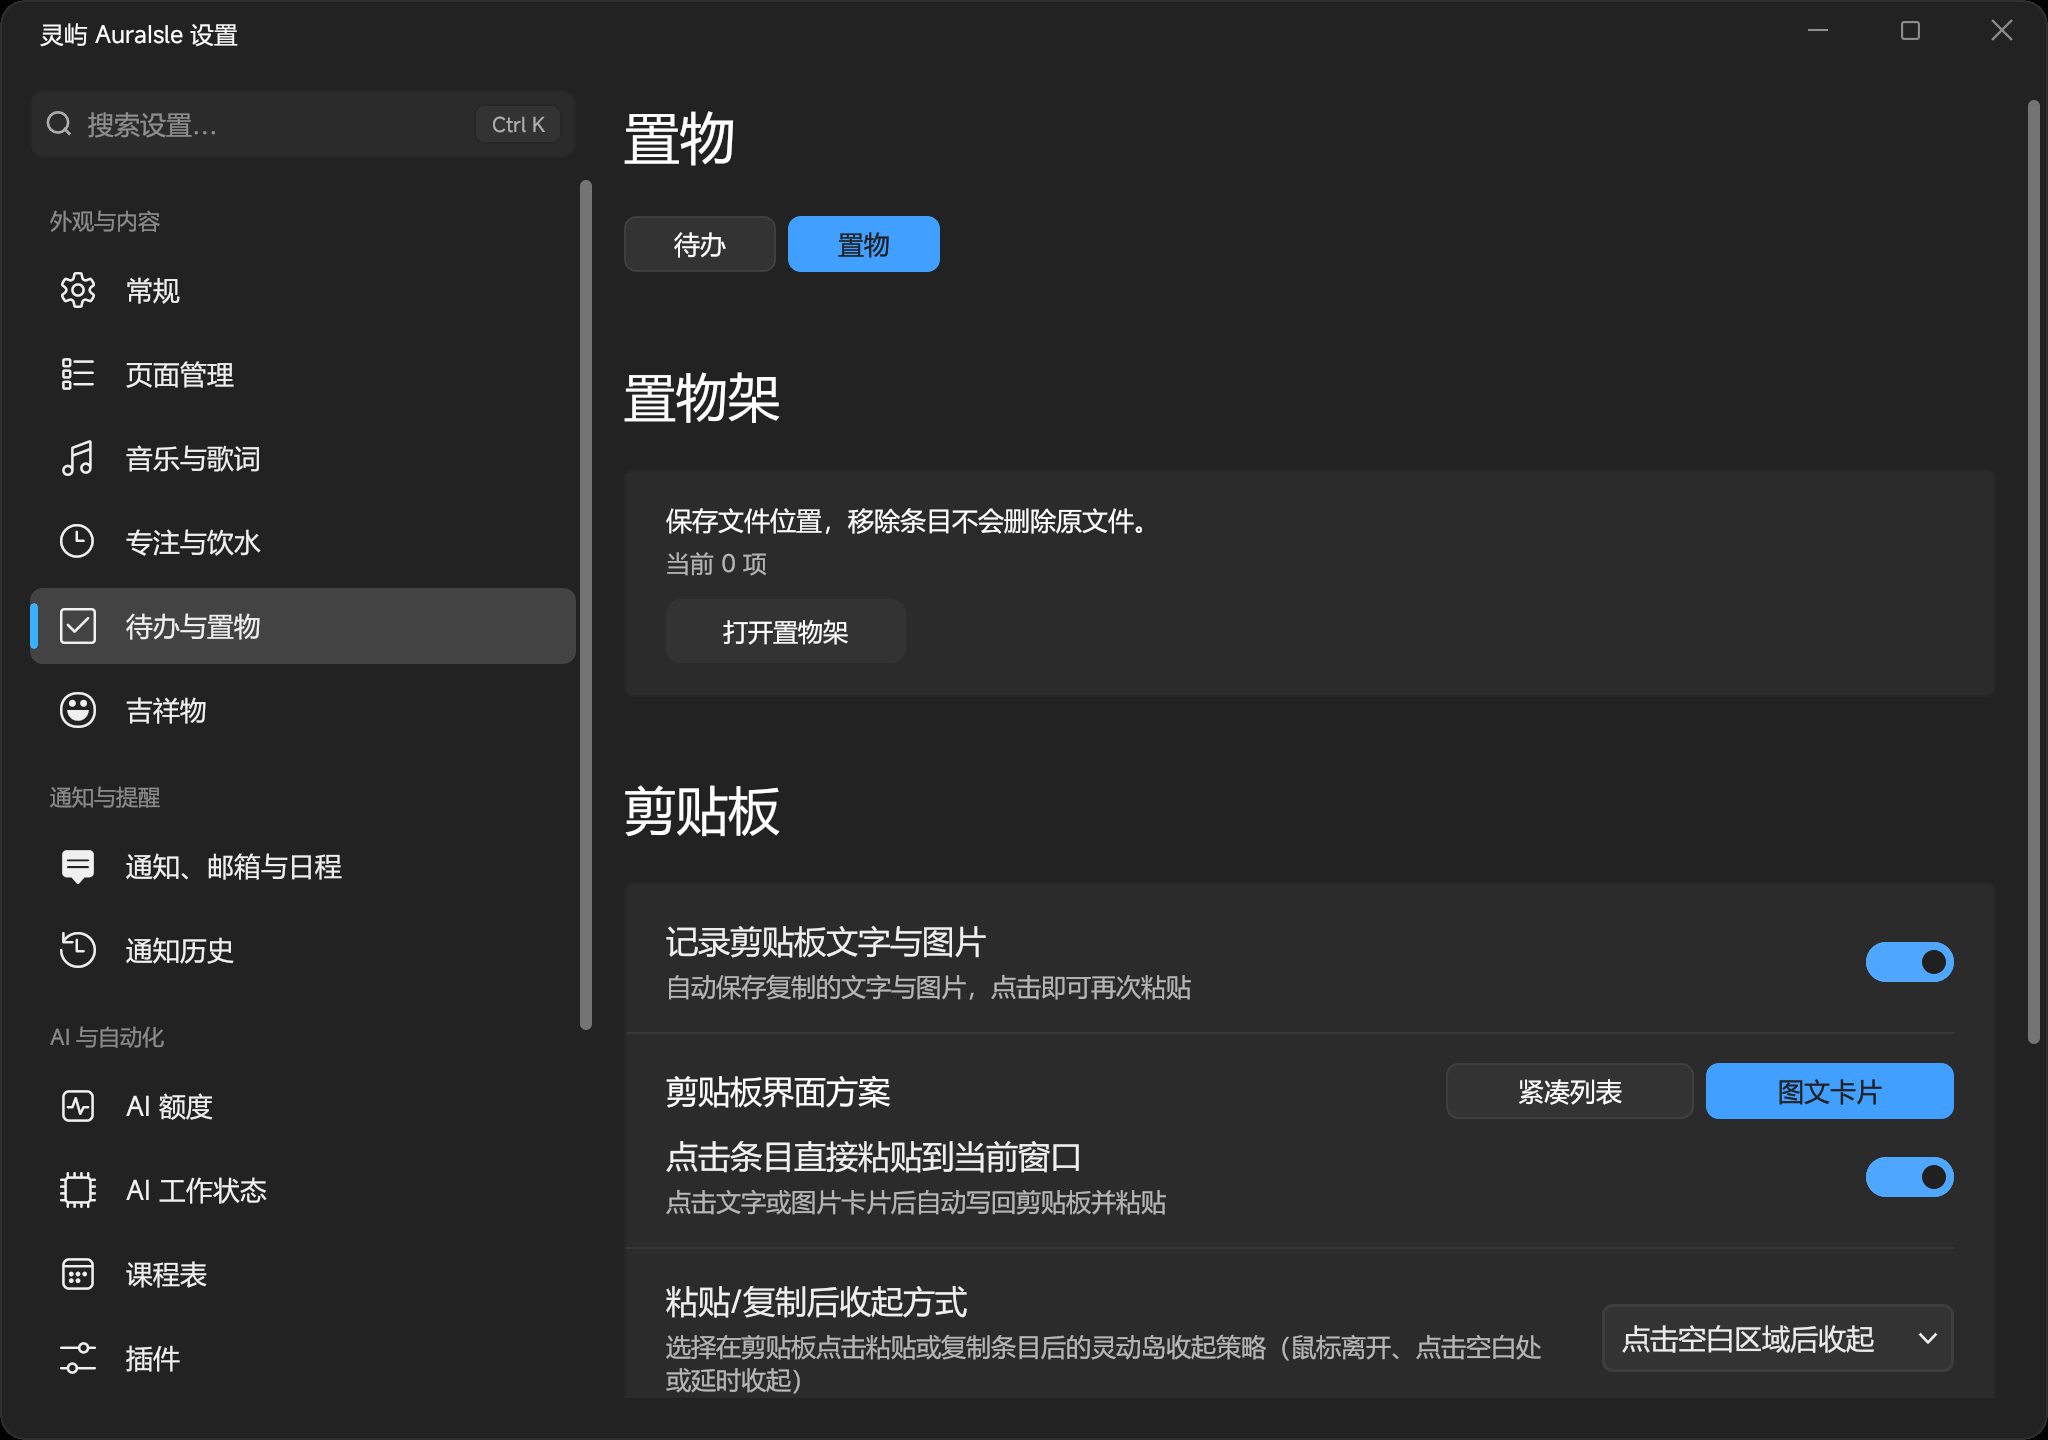 灵屿 AuraIsle 设置
搜索设置...
Ctrl K
外观与内容
常规
页面管理
音乐与歌词
专注与饮水
待办与置物
吉祥物
通知与提醒
通知、邮箱与日程
通知历史
AI 与自动化
AI 额度
AI 工作状态
课程表
插件
置物
待办
置物
置物架
保存文件位置，移除条目不会删除原文件。
当前 0 项
打开置物架
剪贴板
记录剪贴板文字与图片
自动保存复制的文字与图片，点击即可再次粘贴
剪贴板界面方案
紧凑列表
图文卡片
点击条目直接粘贴到当前窗口
点击文字或图片卡片后自动写回剪贴板并粘贴
粘贴/复制后收起方式
选择在剪贴板点击粘贴或复制条目后的灵动岛收起策略（鼠标离开、点击空白处
或延时收起）
点击空白区域后收起